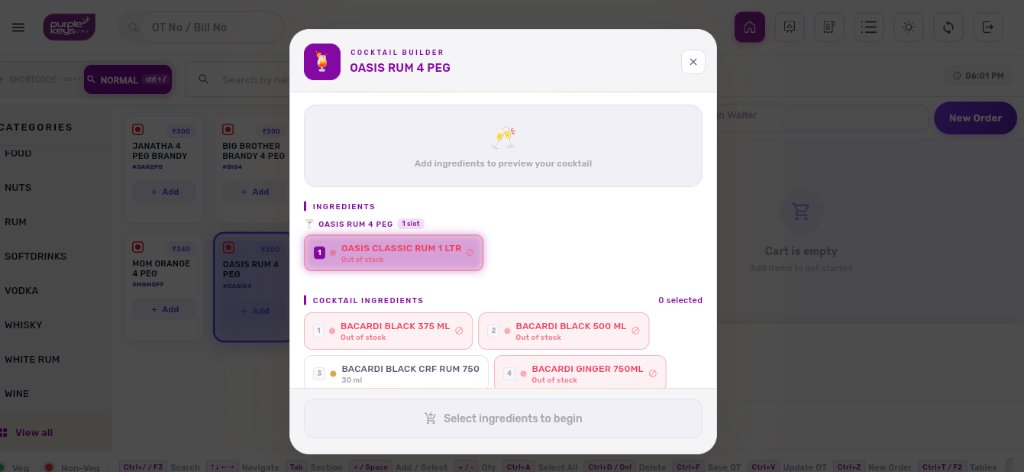 purple keys
OT No / Bill No
SHORTCODE
NORMAL ctrl+/
Search by nam
06:01 PM
CATEGORIES
FOOD
NUTS
RUM
SOFTDRINKS
VODKA
WHISKY
WHITE RUM
WINE
View all
₹300
JANATHA 4 PEG BRANDY
#JAN2PG
+ Add
₹300
BIG BROTHER BRANDY 4 PEG
#BIG4
+ Add
₹340
MGM ORANGE 4 PEG
+ Add
₹200
OASIS RUM 4 PEG
#OASIS4
+ Add
COCKTAIL BUILDER
OASIS RUM 4 PEG
Add ingredients to preview your cocktail
INGREDIENTS
OASIS RUM 4 PEG 1 slot
1 OASIS CLASSIC RUM 1 LTR
Out of stock
COCKTAIL INGREDIENTS 0 selected
1 BACARDI BLACK 375 ML
Out of stock
2 BACARDI BLACK 500 ML
Out of stock
3 BACARDI BLACK CRF RUM 750
30 ml
4 BACARDI GINGER 750ML
Out of stock
Select ingredients to begin
gn Waiter
New Order
Cart is empty
Add items to get started
Veg Non-Veg Ctrl+/ F3 Search ↑↓←→ Navigate Tab Section ↵ / Space Add / Select + / - Qty Ctrl+A Select All Ctrl+D / Del Delete Ctrl+F Save OT Ctrl+V Update OT Ctrl+Z New Order Ctrl+T / F2 Tables